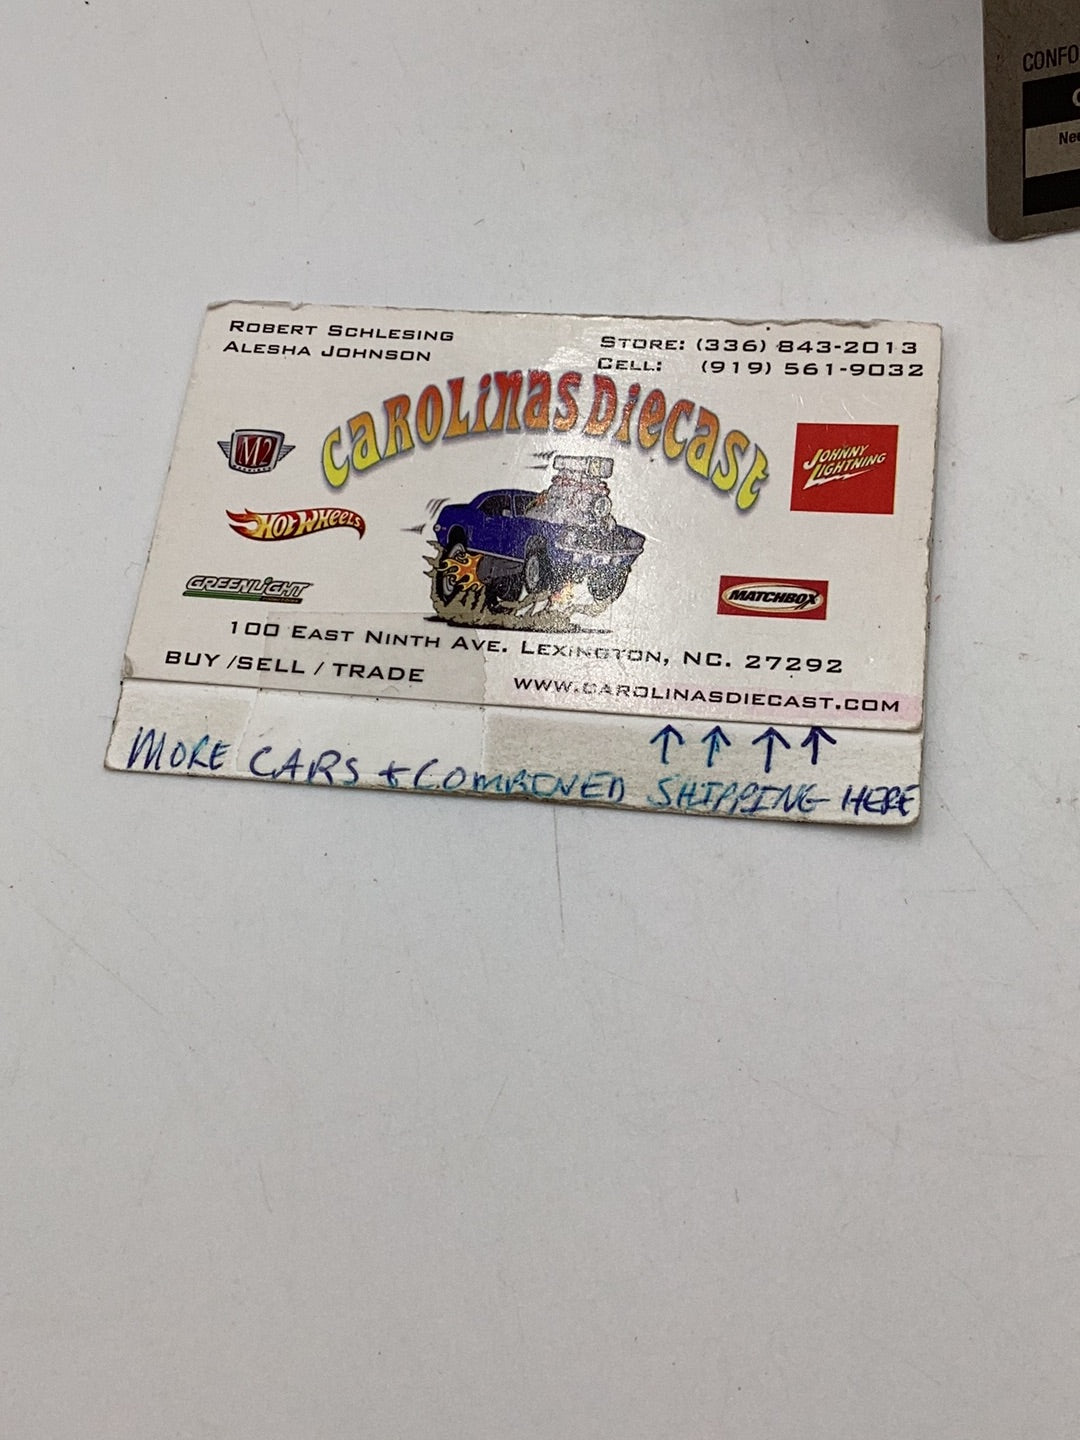 CONFO
Nee
ROBERT SCHLESING
ALESHA JOHNSON
STORE: (336) 843-2013
CELL: (919) 561-9032
CAROLINAS DIECAST
M2
HOT WHEELS
GREENLIGHT
JOHNNY
LIGHTNING
MATCHBOX
100 EAST NINTH AVE. LEXINGTON, NC. 27292
BUY /SELL / TRADE
WWW.CAROLINASDIECAST.COM
MORE CARS + COMBINED SHIPPING HERE